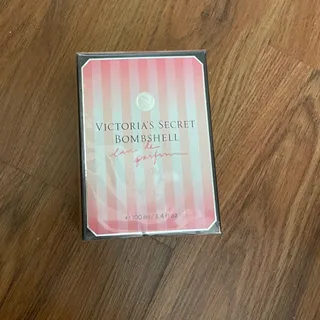 VICTORIA'S SECRET
BOMBSHELL
eau de
parfum
e 100 ml / 3.4 fl oz